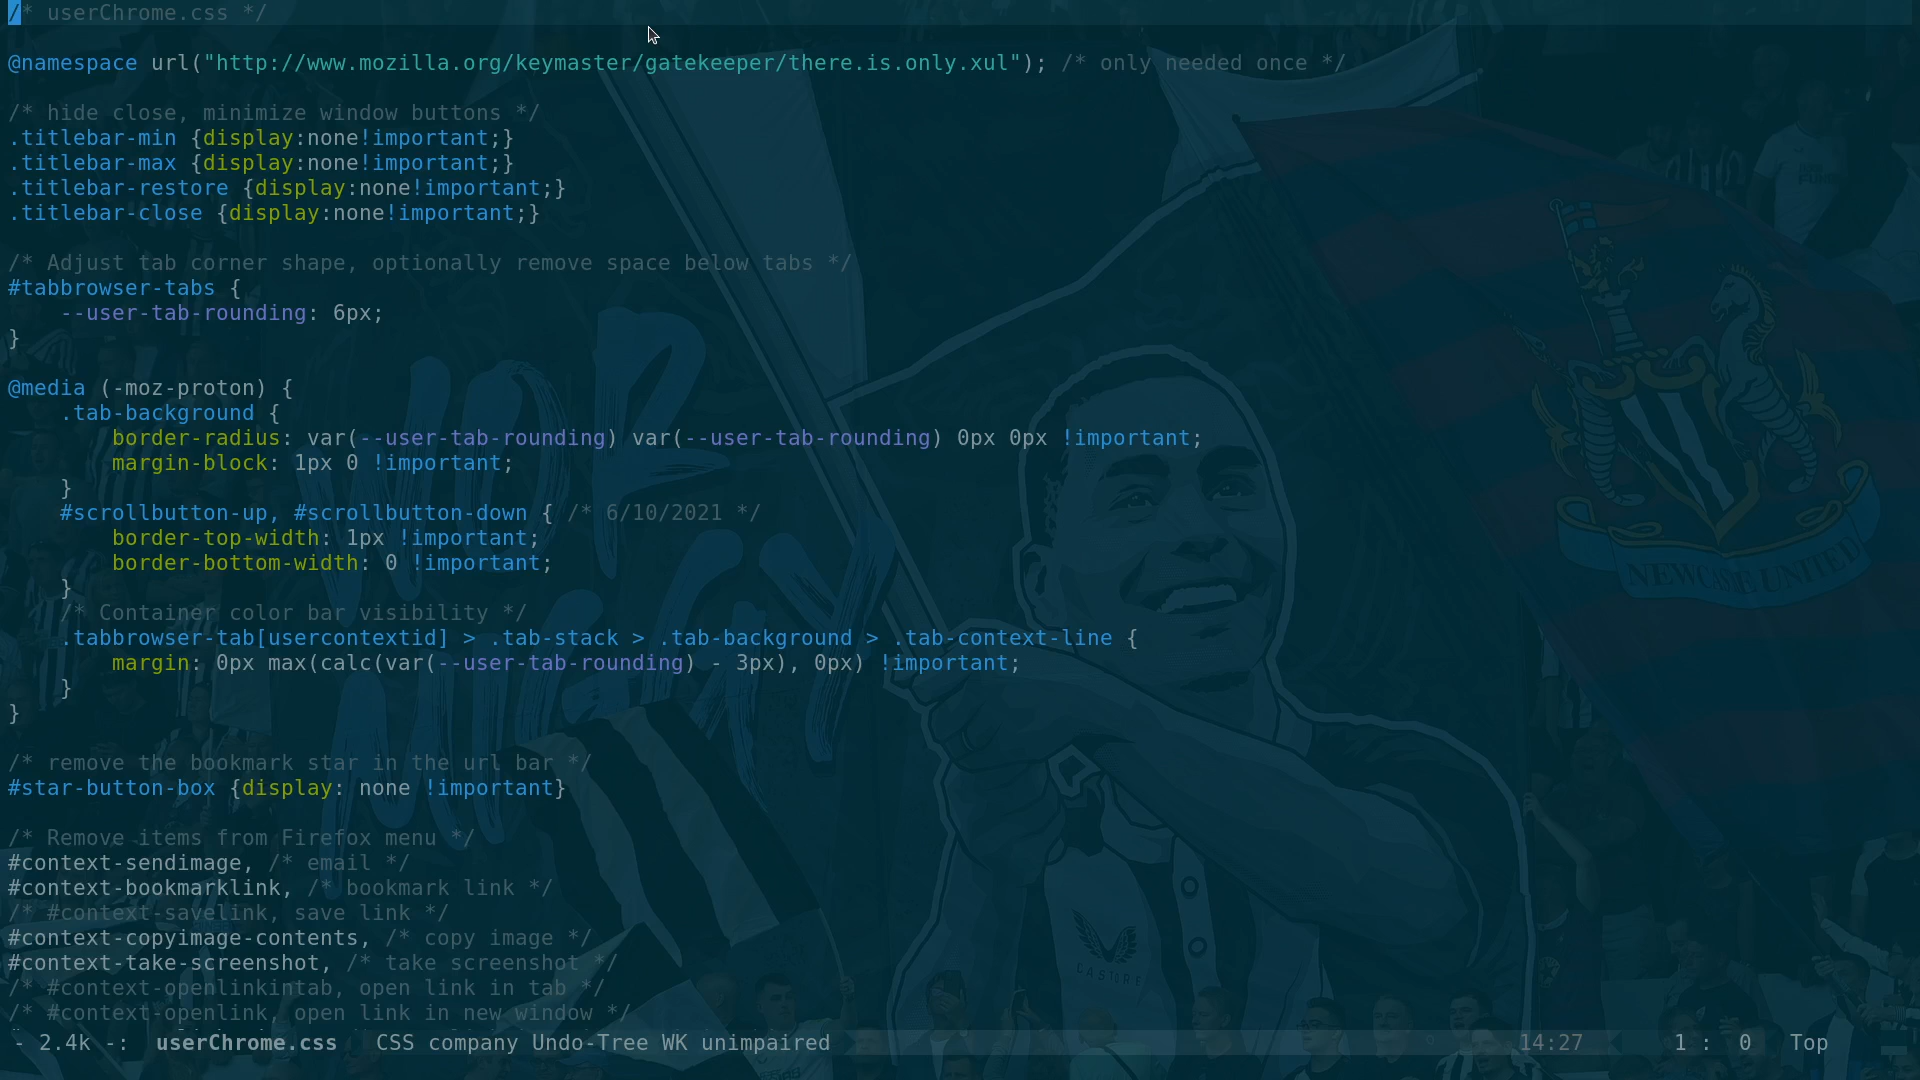 /* userChrome.css */
@namespace url("http://www.mozilla.org/keymaster/gatekeeper/there.is.only.xul"); /* only needed once */
/* hide close, minimize window buttons */
.titlebar-min {display:none!important;}
.titlebar-max {display:none!important;}
.titlebar-restore {display:none!important;}
.titlebar-close {display:none!important;}
/* Adjust tab corner shape, optionally remove space below tabs */
#tabbrowser-tabs {
    --user-tab-rounding: 6px;
}
@media (-moz-proton) {
    .tab-background {
        border-radius: var(--user-tab-rounding) var(--user-tab-rounding) 0px 0px !important;
        margin-block: 1px 0 !important;
    }
    #scrollbutton-up, #scrollbutton-down { /* 6/10/2021 */
        border-top-width: 1px !important;
        border-bottom-width: 0 !important;
    }
    /* Container color bar visibility */
    .tabbrowser-tab[usercontextid] > .tab-stack > .tab-background > .tab-context-line {
        margin: 0px max(calc(var(--user-tab-rounding) - 3px), 0px) !important;
    }
}
/* remove the bookmark star in the url bar */
#star-button-box {display: none !important}
/* Remove items from Firefox menu */
#context-sendimage, /* email */
#context-bookmarklink, /* bookmark link */
/* #context-savelink, save link */
#context-copyimage-contents, /* copy image */
#context-take-screenshot, /* take screenshot */
/* #context-openlinkintab, open link in tab */
/* #context-openlink, open link in new window */
- 2.4k -: userChrome.css CSS company Undo-Tree WK unimpaired 14:27 1 : 0 Top
WOR
MIGGY
NEWCASTLE UNITED
CASTORE